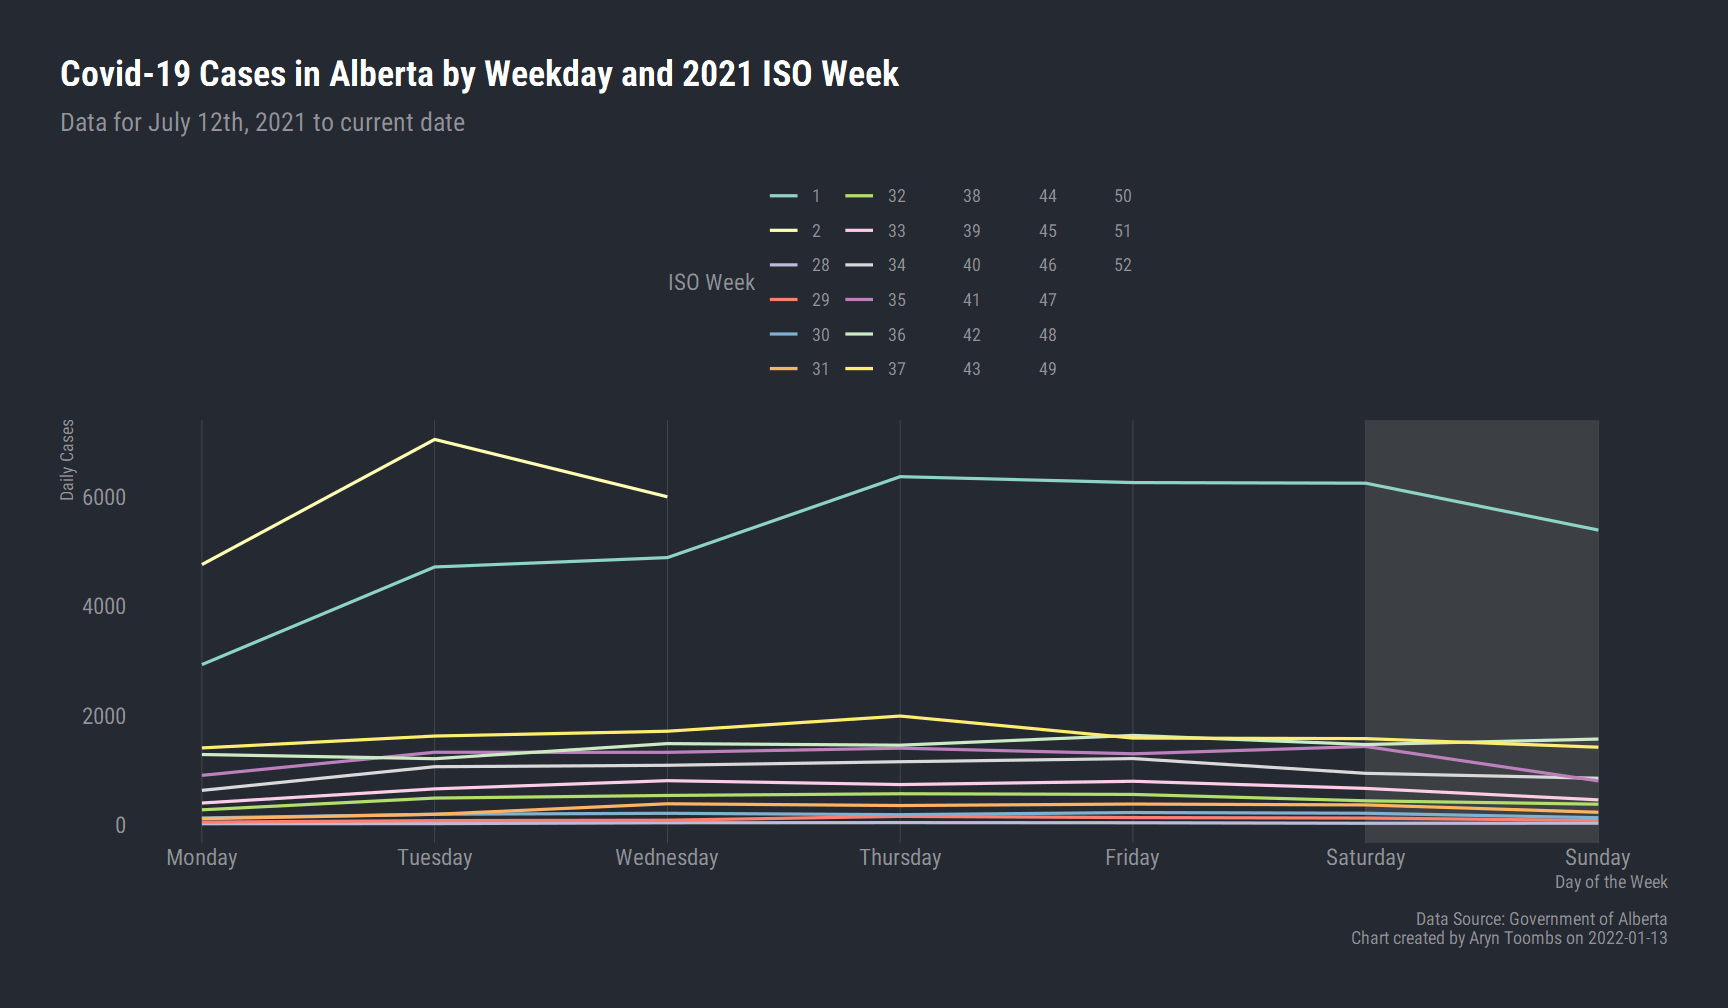 Covid-19 Cases in Alberta by Weekday and 2021 ISO Week
Data for July 12th, 2021 to current date
ISO Week
1 32 38 44 50
2 33 39 45 51
28 34 40 46 52
29 35 41 47
30 36 42 48
31 37 43 49
Daily Cases
6000
4000
2000
0
Monday Tuesday Wednesday Thursday Friday Saturday Sunday
Day of the Week
Data Source: Government of Alberta
Chart created by Aryn Toombs on 2022-01-13